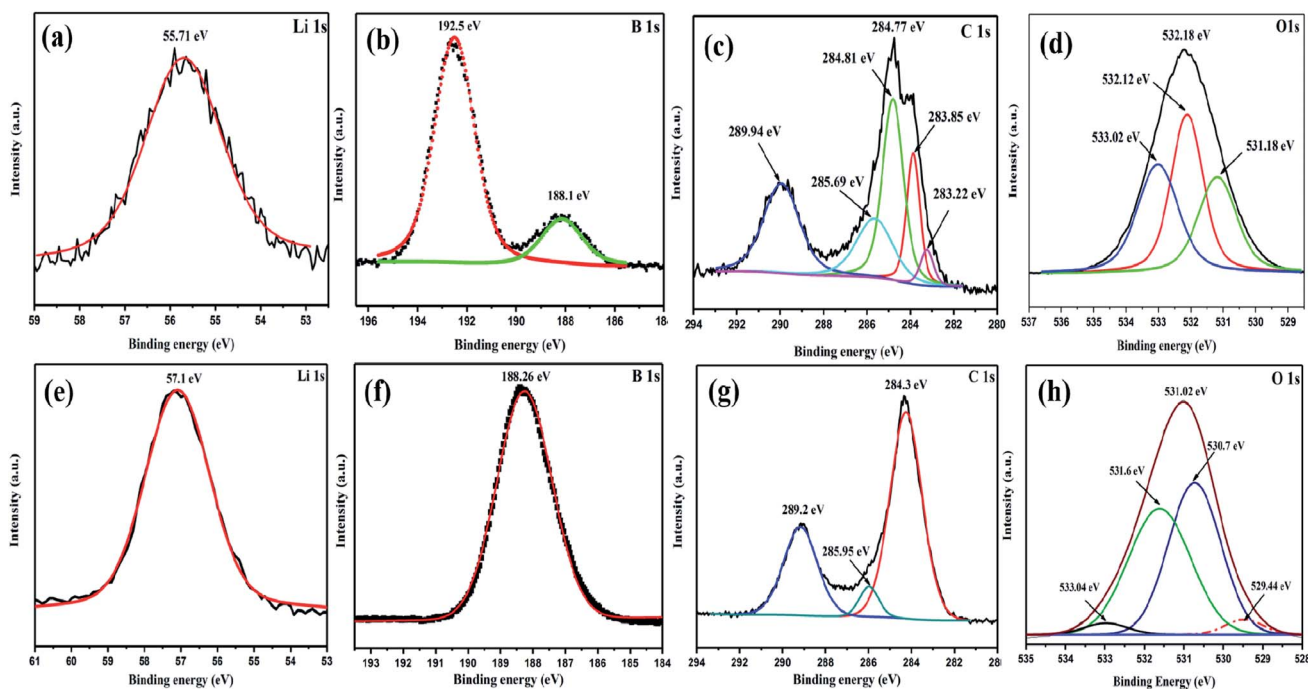 (a)
Li 1s
55.71 eV
Intensity (a.u.)
59 58 57 56 55 54 53
Binding energy (eV)
(b)
B 1s
192.5 eV
188.1 eV
Intensity (a.u.)
196 194 192 190 188 186 184
Binding energy (eV)
(c)
C 1s
284.77 eV
284.81 eV
283.85 eV
289.94 eV
285.69 eV
283.22 eV
Intensity (a.u.)
294 292 290 288 286 284 282 280
Binding energy (eV)
(d)
O1s
532.18 eV
532.12 eV
533.02 eV
531.18 eV
Intensity (a.u.)
537 536 535 534 533 532 531 530 529
Binding energy (eV)
(e)
Li 1s
57.1 eV
Intensity (a.u.)
61 60 59 58 57 56 55 54 53
Binding energy (eV)
(f)
B 1s
188.26 eV
Intensity (a.u.)
193 192 191 190 189 188 187 186 185 184
Binding energy (eV)
(g)
C 1s
284.3 eV
289.2 eV
285.95 eV
Intensity (a.u.)
294 292 290 288 286 284 282 280
Binding energy (eV)
(h)
O 1s
531.02 eV
530.7 eV
531.6 eV
533.04 eV
529.44 eV
Intensity (a.u.)
535 534 533 532 531 530 529 528
Binding Energy (eV)